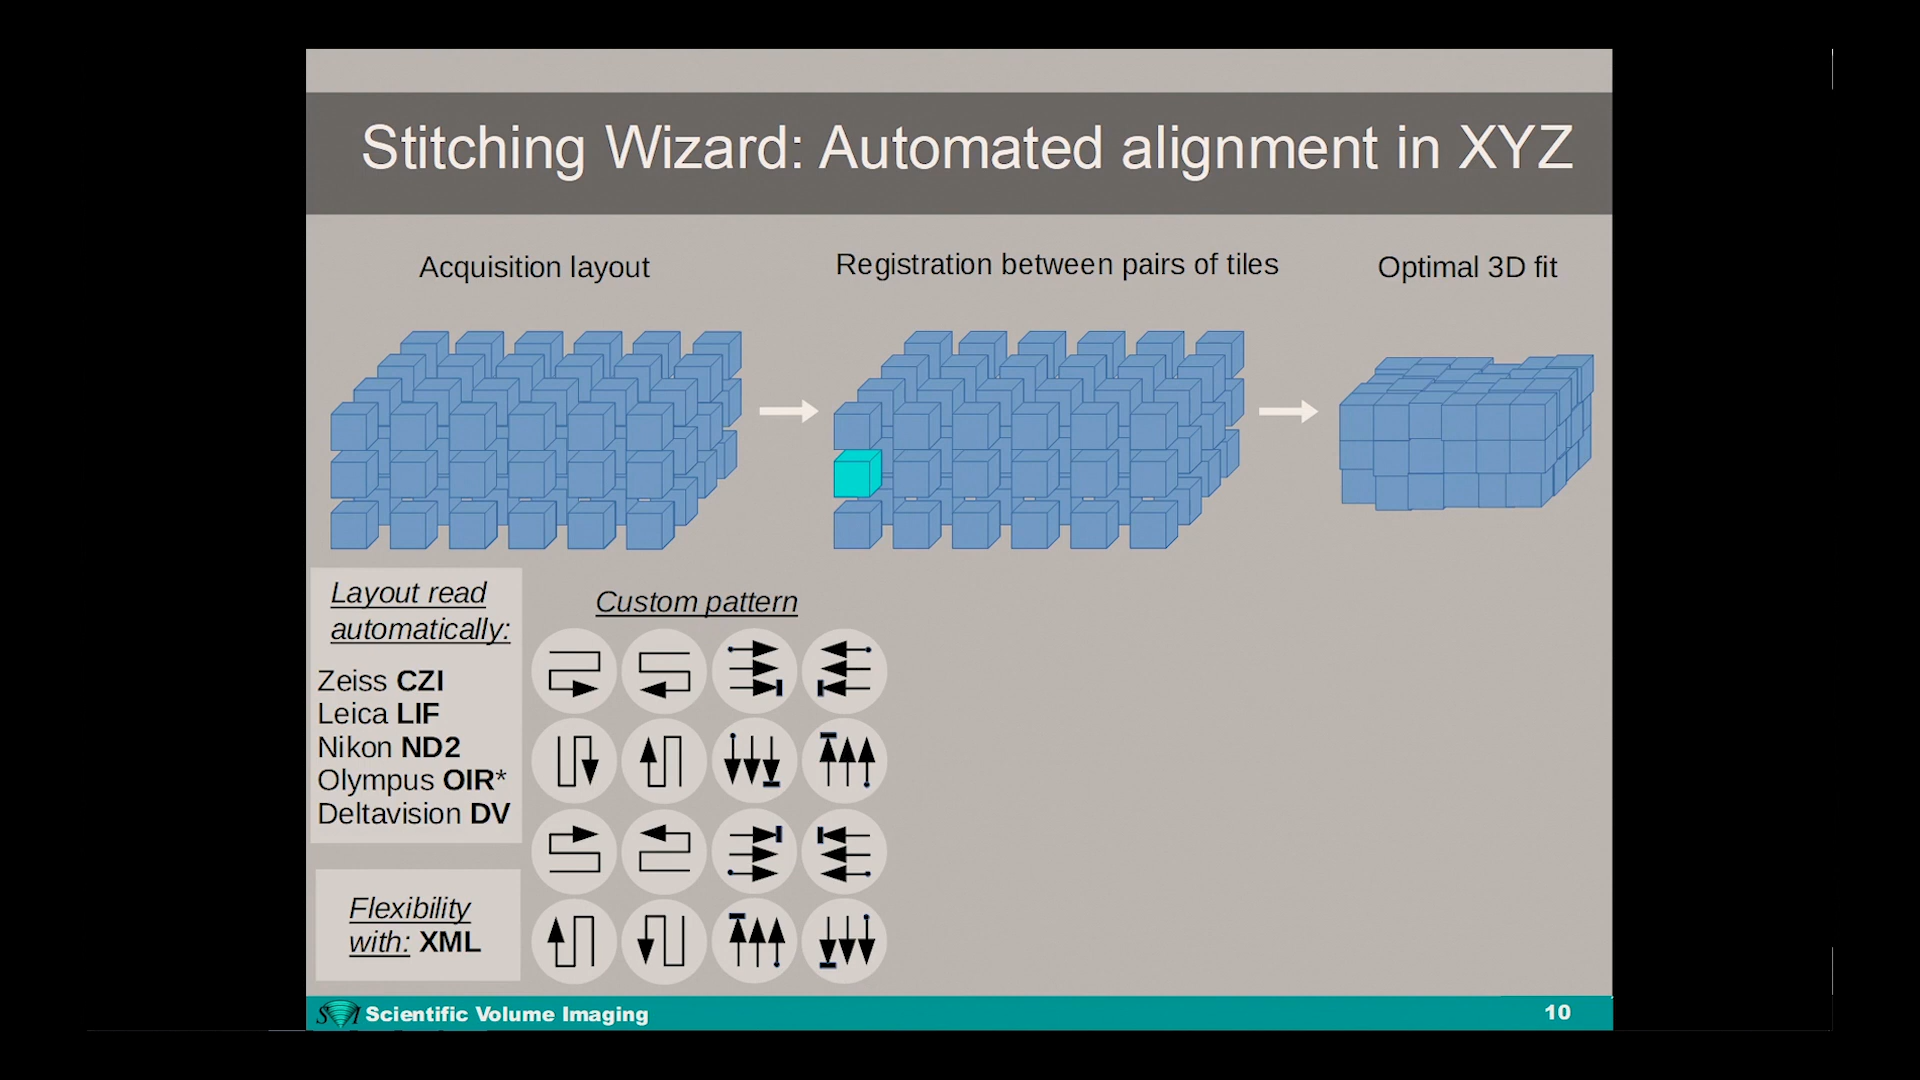 Stitching Wizard: Automated alignment in XYZ
Acquisition layout
Registration between pairs of tiles
Optimal 3D fit
Layout read
automatically:
Zeiss CZI
Leica LIF
Nikon ND2
Olympus OIR*
Deltavision DV
Flexibility
with: XML
Custom pattern
SVI Scientific Volume Imaging
10